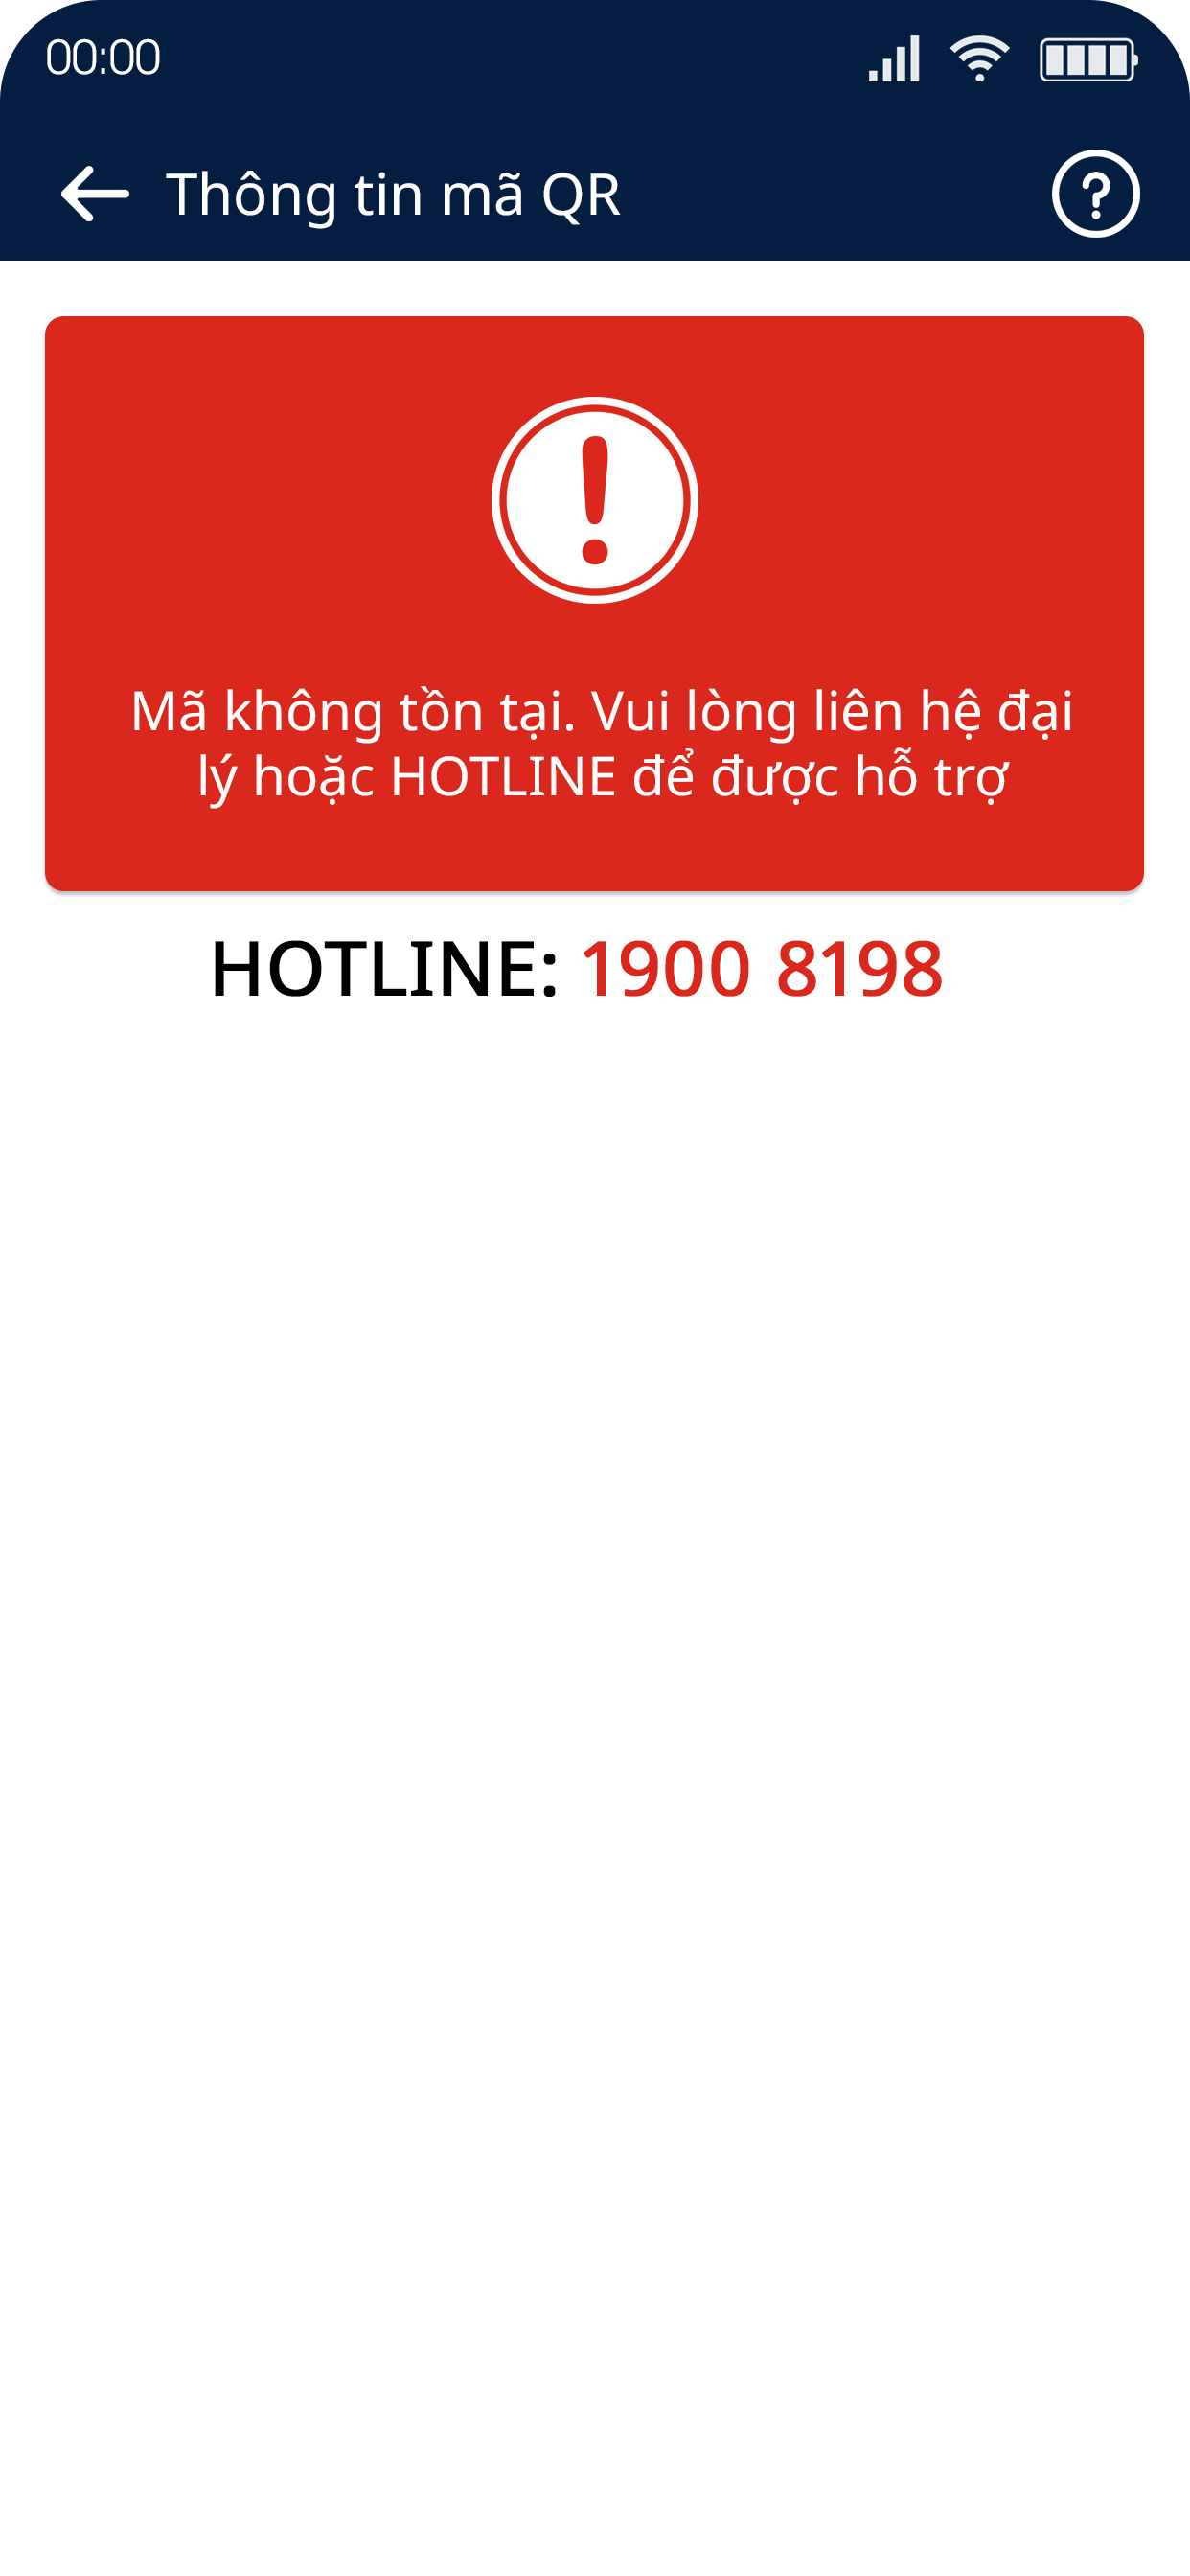 00:00
Thông tin mã QR
Mã không tồn tại. Vui lòng liên hệ đại
lý hoặc HOTLINE để được hỗ trợ
HOTLINE: 1900 8198